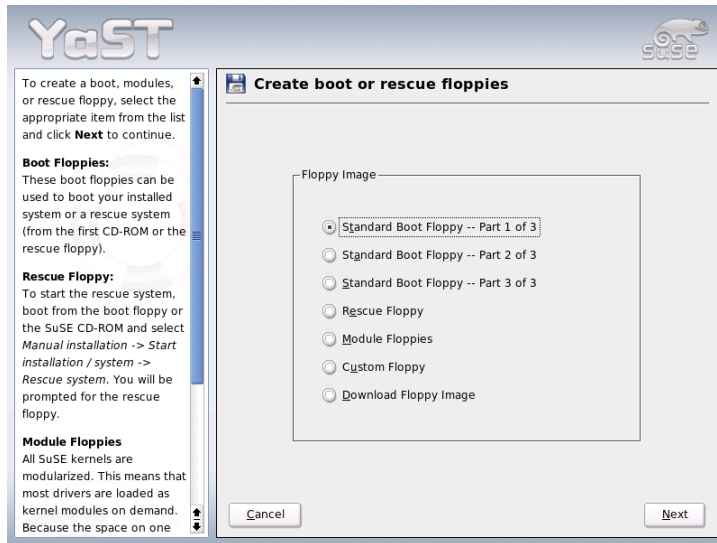 YaST
SUSE
To create a boot, modules,
or rescue floppy, select the
appropriate item from the list
and click Next to continue.
Boot Floppies:
These boot floppies can be
used to boot your installed
system or a rescue system
(from the first CD-ROM or the
rescue floppy).
Rescue Floppy:
To start the rescue system,
boot from the boot floppy or
the SuSE CD-ROM and select
Manual installation -> Start
installation / system ->
Rescue system. You will be
prompted for the rescue
floppy.
Module Floppies
All SuSE kernels are
modularized. This means that
most drivers are loaded as
kernel modules on demand.
Because the space on one
Create boot or rescue floppies
Floppy Image
Standard Boot Floppy -- Part 1 of 3
Standard Boot Floppy -- Part 2 of 3
Standard Boot Floppy -- Part 3 of 3
Rescue Floppy
Module Floppies
Custom Floppy
Download Floppy Image
Cancel
Next